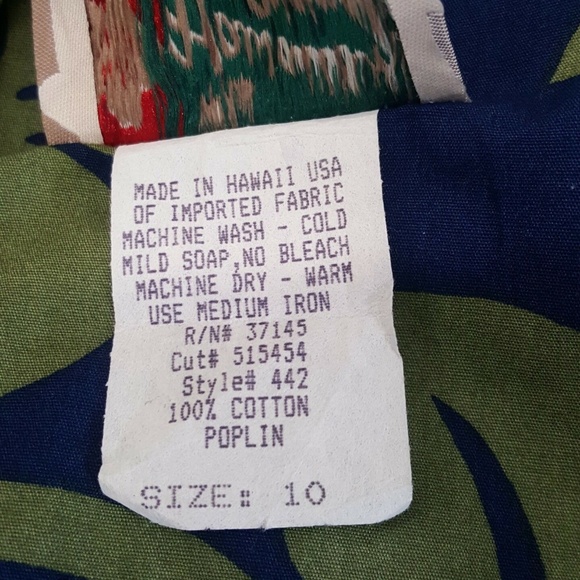 MADE IN HAWAII USA
OF IMPORTED FABRIC
MACHINE WASH - COLD
MILD SOAP,NO BLEACH
MACHINE DRY - WARM
USE MEDIUM IRON
R/N# 37145
Cut# 515454
Style# 442
100% COTTON
POPLIN
SIZE: 10